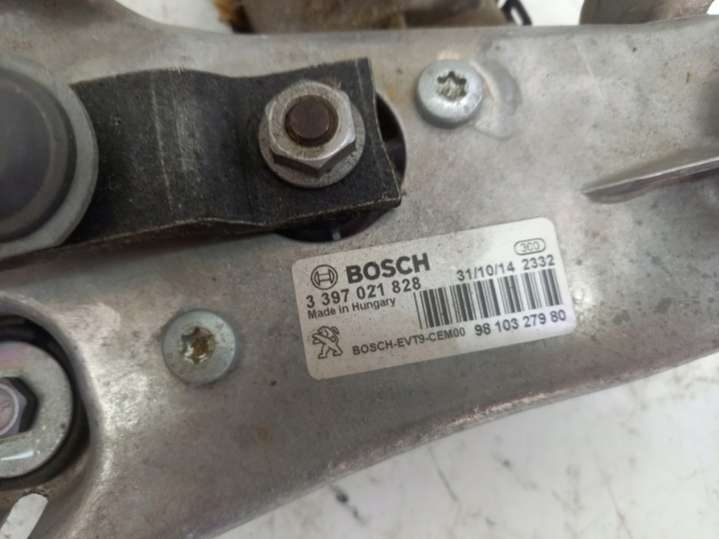 BOSCH 31/10/14 2332 360
3 397 021 828
Made in Hungary
BOSCH-EVT9-CEM00 98 103 279 80